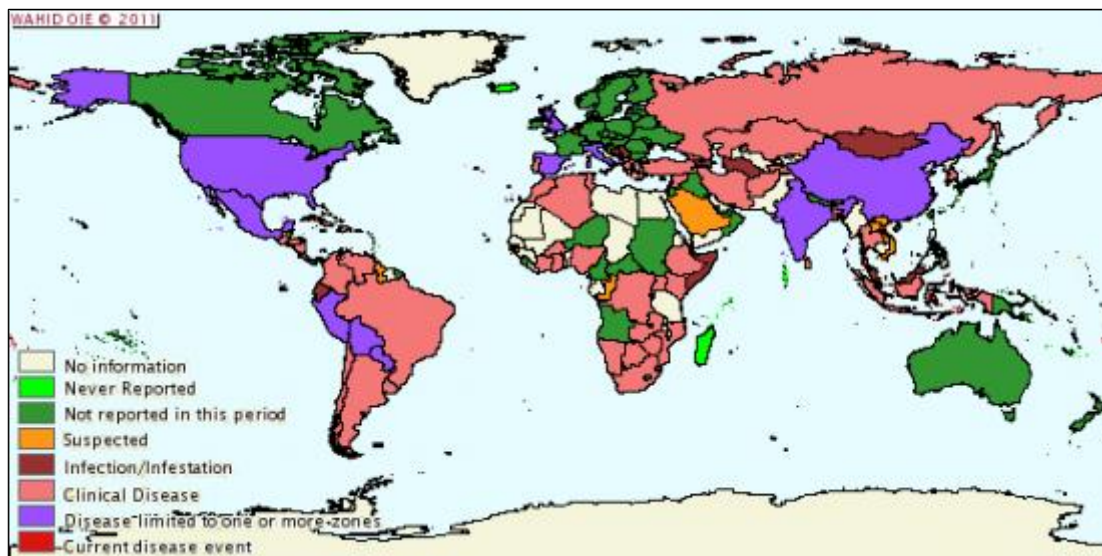 WAHID OIE © 2011
No information
Never Reported
Not reported in this period
Suspected
Infection/Infestation
Clinical Disease
Disease limited to one or more-zones
Current disease event